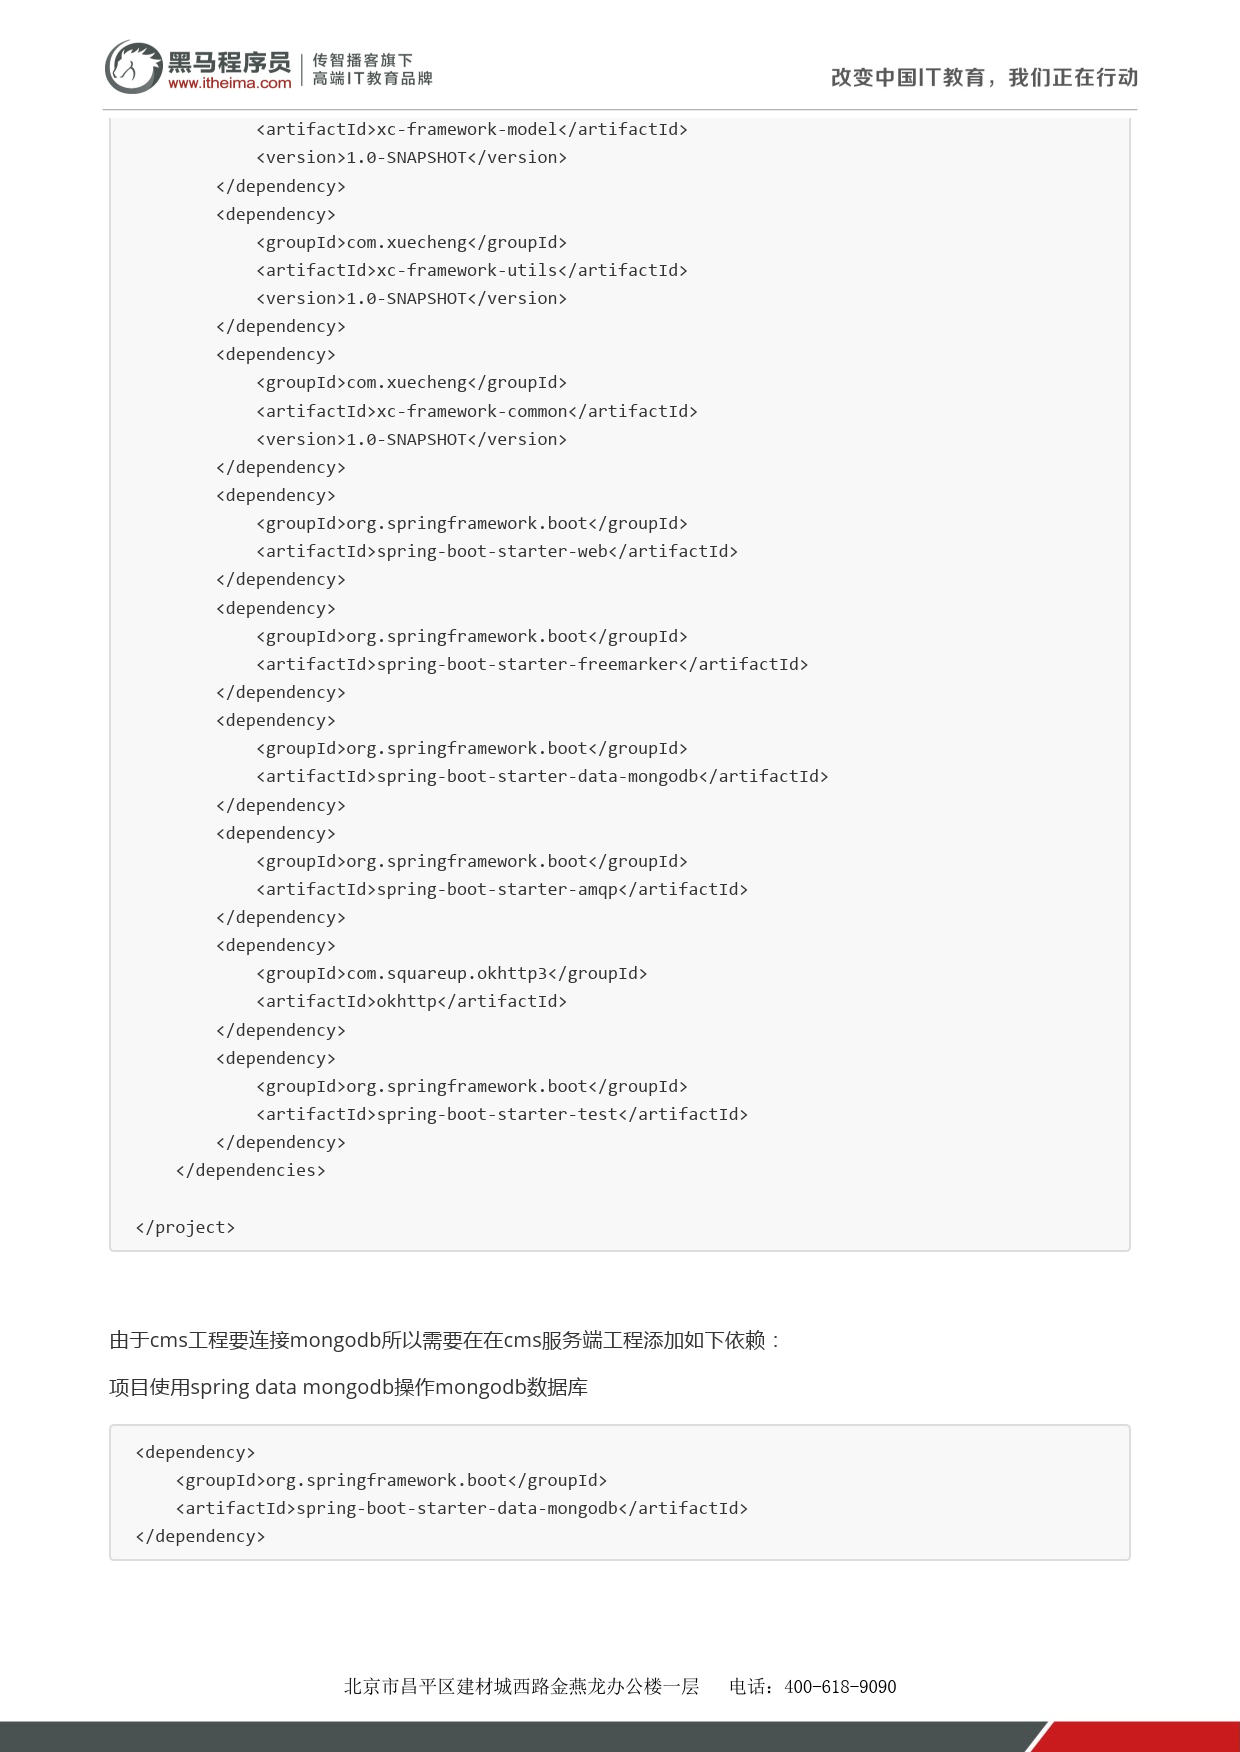 黑马程序员
www.itheima.com
传智播客旗下
高端IT教育品牌
改变中国IT教育，我们正在行动
            <artifactId>xc-framework-model</artifactId>
            <version>1.0-SNAPSHOT</version>
        </dependency>
        <dependency>
            <groupId>com.xuecheng</groupId>
            <artifactId>xc-framework-utils</artifactId>
            <version>1.0-SNAPSHOT</version>
        </dependency>
        <dependency>
            <groupId>com.xuecheng</groupId>
            <artifactId>xc-framework-common</artifactId>
            <version>1.0-SNAPSHOT</version>
        </dependency>
        <dependency>
            <groupId>org.springframework.boot</groupId>
            <artifactId>spring-boot-starter-web</artifactId>
        </dependency>
        <dependency>
            <groupId>org.springframework.boot</groupId>
            <artifactId>spring-boot-starter-freemarker</artifactId>
        </dependency>
        <dependency>
            <groupId>org.springframework.boot</groupId>
            <artifactId>spring-boot-starter-data-mongodb</artifactId>
        </dependency>
        <dependency>
            <groupId>org.springframework.boot</groupId>
            <artifactId>spring-boot-starter-amqp</artifactId>
        </dependency>
        <dependency>
            <groupId>com.squareup.okhttp3</groupId>
            <artifactId>okhttp</artifactId>
        </dependency>
        <dependency>
            <groupId>org.springframework.boot</groupId>
            <artifactId>spring-boot-starter-test</artifactId>
        </dependency>
    </dependencies>
</project>
由于cms工程要连接mongodb所以需要在在cms服务端工程添加如下依赖：
项目使用spring data mongodb操作mongodb数据库
<dependency>
    <groupId>org.springframework.boot</groupId>
    <artifactId>spring-boot-starter-data-mongodb</artifactId>
</dependency>
北京市昌平区建材城西路金燕龙办公楼一层 电话：400-618-9090